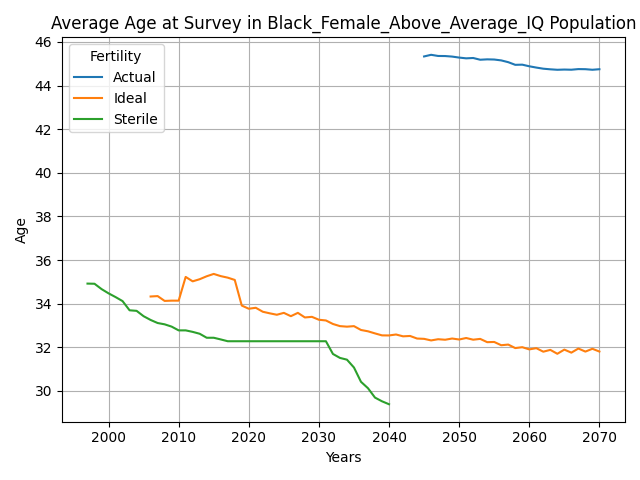 Average Age at Survey in Black_Female_Above_Average_IQ Population
46
44
42
40
38
36
34
32
30
Age
Fertility
Actual
Ideal
Sterile
2000 2010 2020 2030 2040 2050 2060 2070
Years